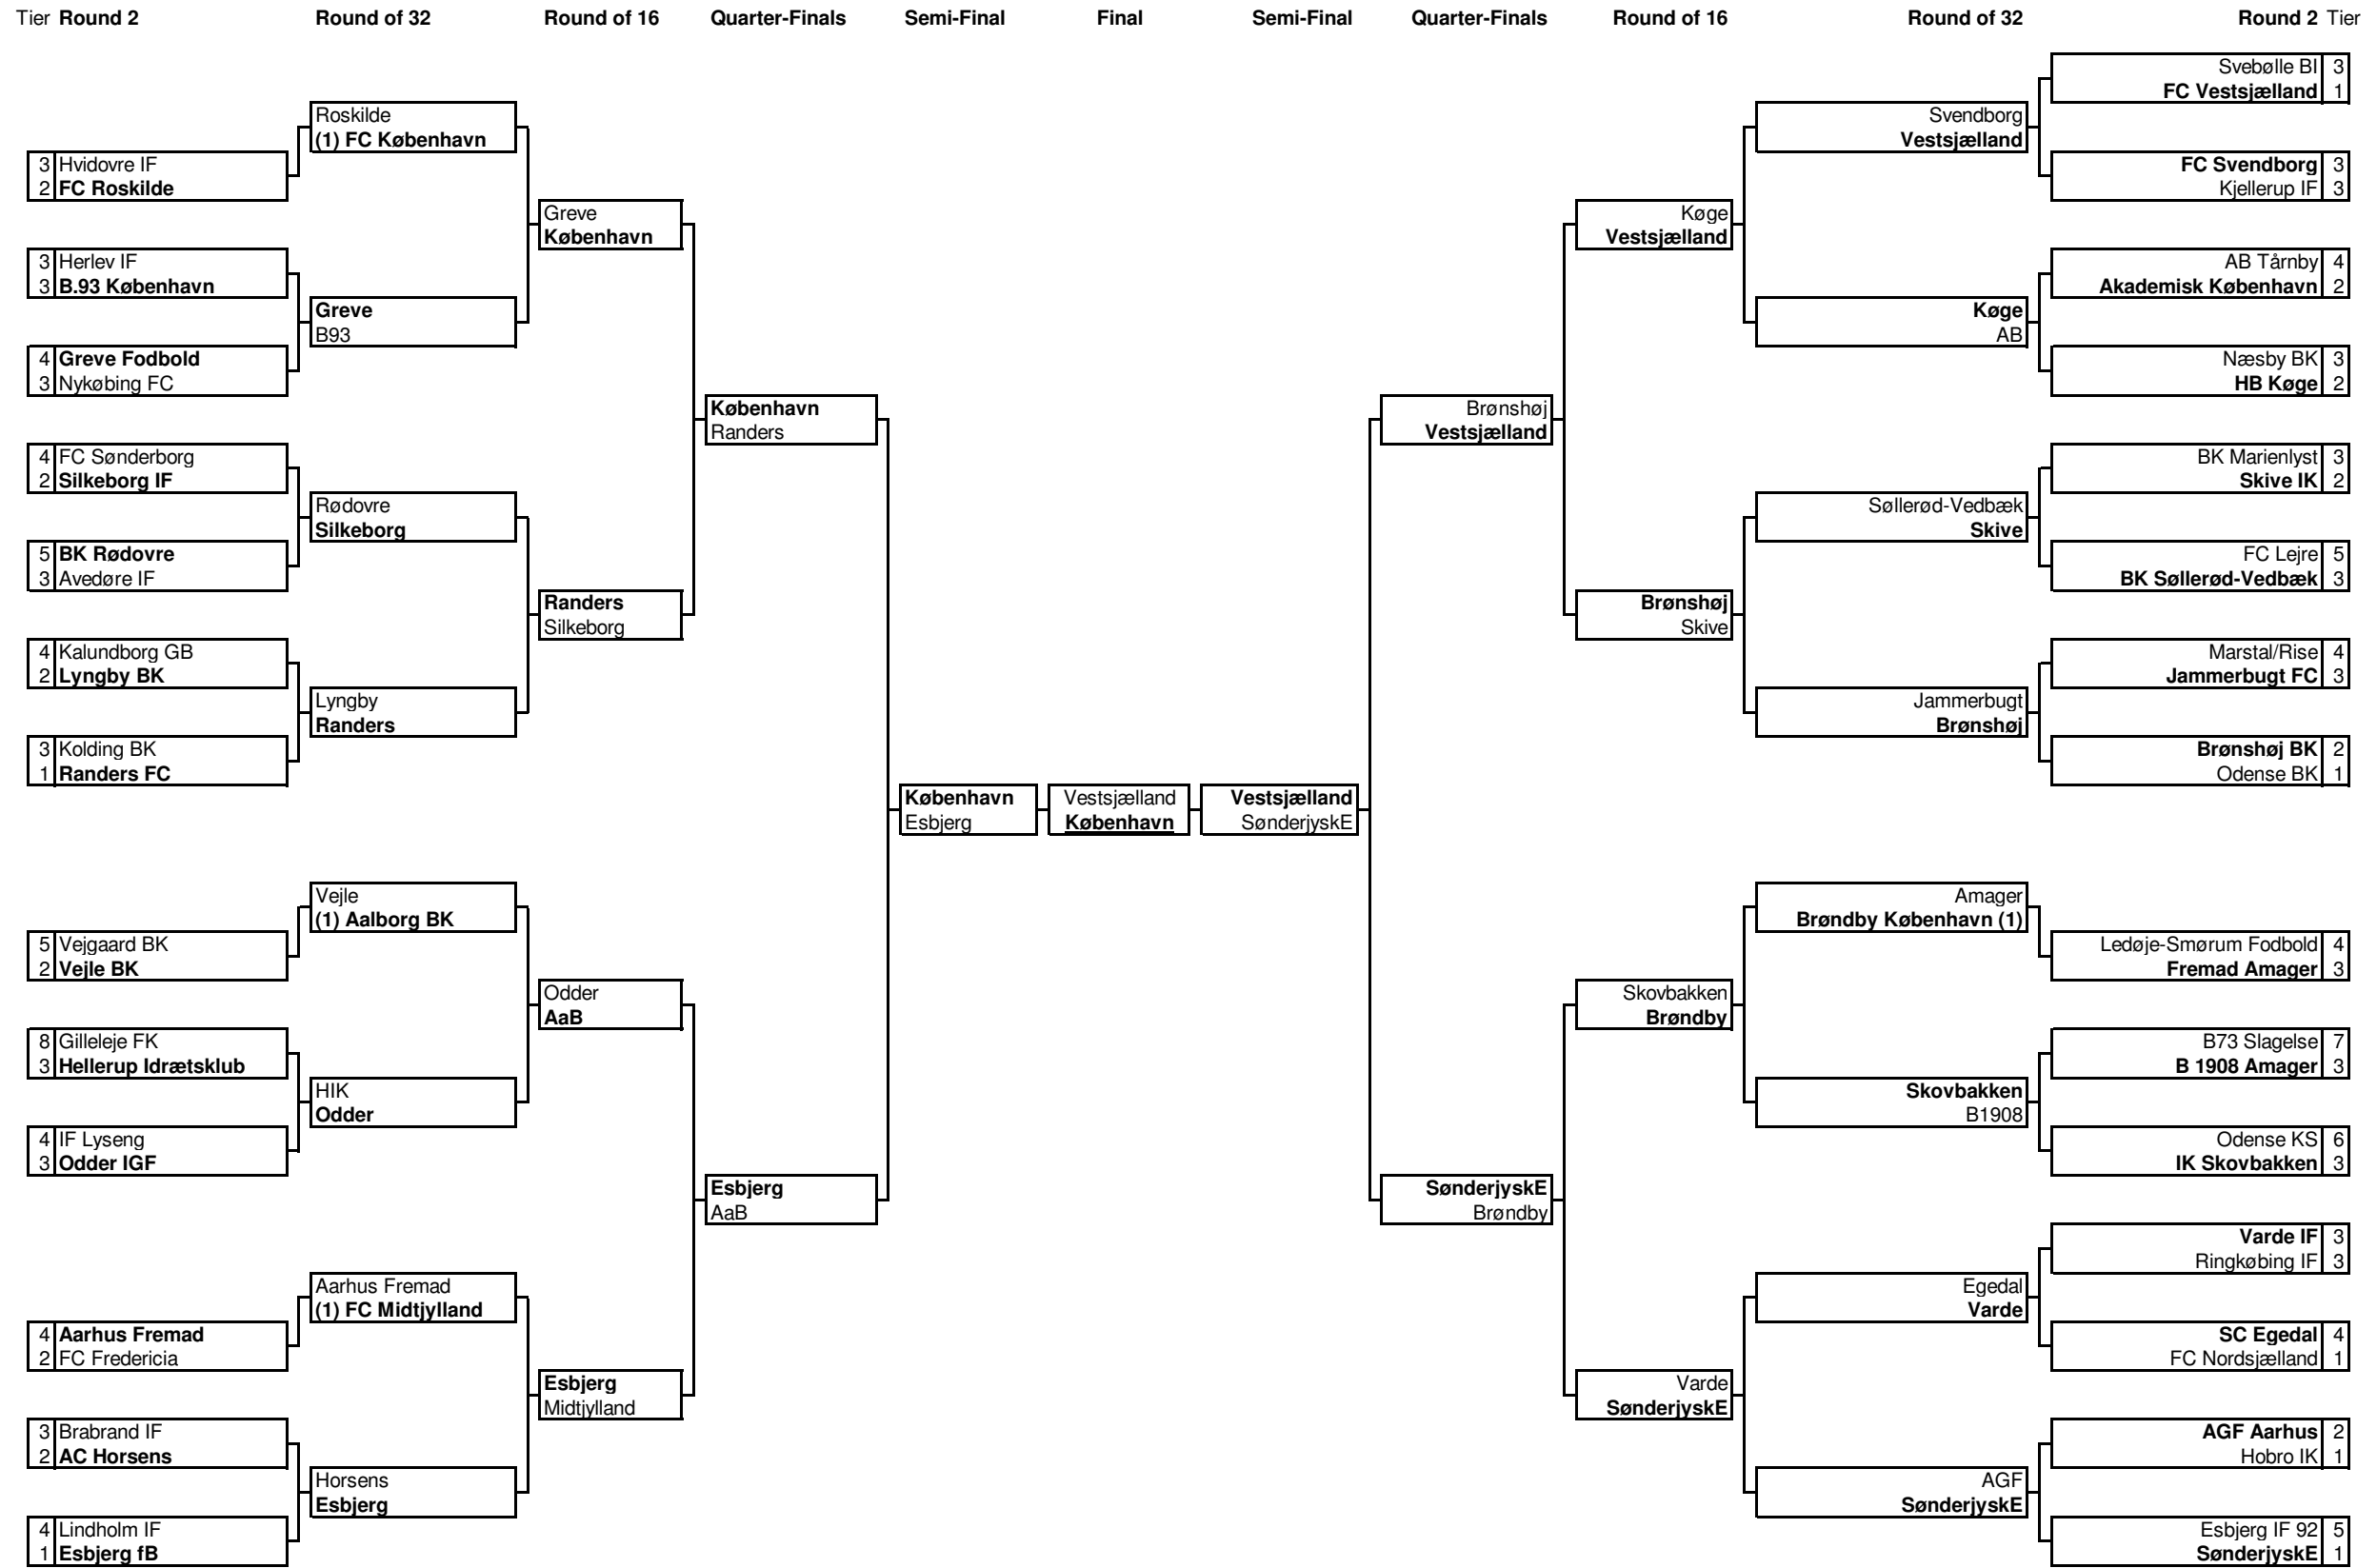 Tier Round 2 Round of 32 Round of 16 Quarter-Finals Semi-Final Final Semi-Final Quarter-Finals Round of 16 Round of 32 Round 2 Tier
3 Hvidovre IF
2 FC Roskilde
3 Herlev IF
3 B.93 København
4 Greve Fodbold
3 Nykøbing FC
4 FC Sønderborg
2 Silkeborg IF
5 BK Rødovre
3 Avedøre IF
4 Kalundborg GB
2 Lyngby BK
3 Kolding BK
1 Randers FC
5 Vejgaard BK
2 Vejle BK
8 Gilleleje FK
3 Hellerup Idrætsklub
4 IF Lyseng
3 Odder IGF
4 Aarhus Fremad
2 FC Fredericia
3 Brabrand IF
2 AC Horsens
4 Lindholm IF
1 Esbjerg fB
Roskilde
(1) FC København
Greve
B93
Rødovre
Silkeborg
Lyngby
Randers
Vejle
(1) Aalborg BK
HIK
Odder
Aarhus Fremad
(1) FC Midtjylland
Horsens
Esbjerg
Greve
København
Randers
Silkeborg
Odder
AaB
Esbjerg
Midtjylland
København
Randers
Esbjerg
AaB
København
Esbjerg
Vestsjælland
København
Vestsjælland
SønderjyskE
Brønshøj
Vestsjælland
SønderjyskE
Brøndby
Køge
Vestsjælland
Brønshøj
Skive
Skovbakken
Brøndby
Varde
SønderjyskE
Svendborg
Vestsjælland
Køge
AB
Søllerød-Vedbæk
Skive
Jammerbugt
Brønshøj
Amager
Brøndby København (1)
Skovbakken
B1908
Egedal
Varde
AGF
SønderjyskE
Svebølle BI 3
FC Vestsjælland 1
FC Svendborg 3
Kjellerup IF 3
AB Tårnby 4
Akademisk København 2
Næsby BK 3
HB Køge 2
BK Marienlyst 3
Skive IK 2
FC Lejre 5
BK Søllerød-Vedbæk 3
Marstal/Rise 4
Jammerbugt FC 3
Brønshøj BK 2
Odense BK 1
Ledøje-Smørum Fodbold 4
Fremad Amager 3
B73 Slagelse 7
B 1908 Amager 3
Odense KS 6
IK Skovbakken 3
Varde IF 3
Ringkøbing IF 3
SC Egedal 4
FC Nordsjælland 1
AGF Aarhus 2
Hobro IK 1
Esbjerg IF 92 5
SønderjyskE 1